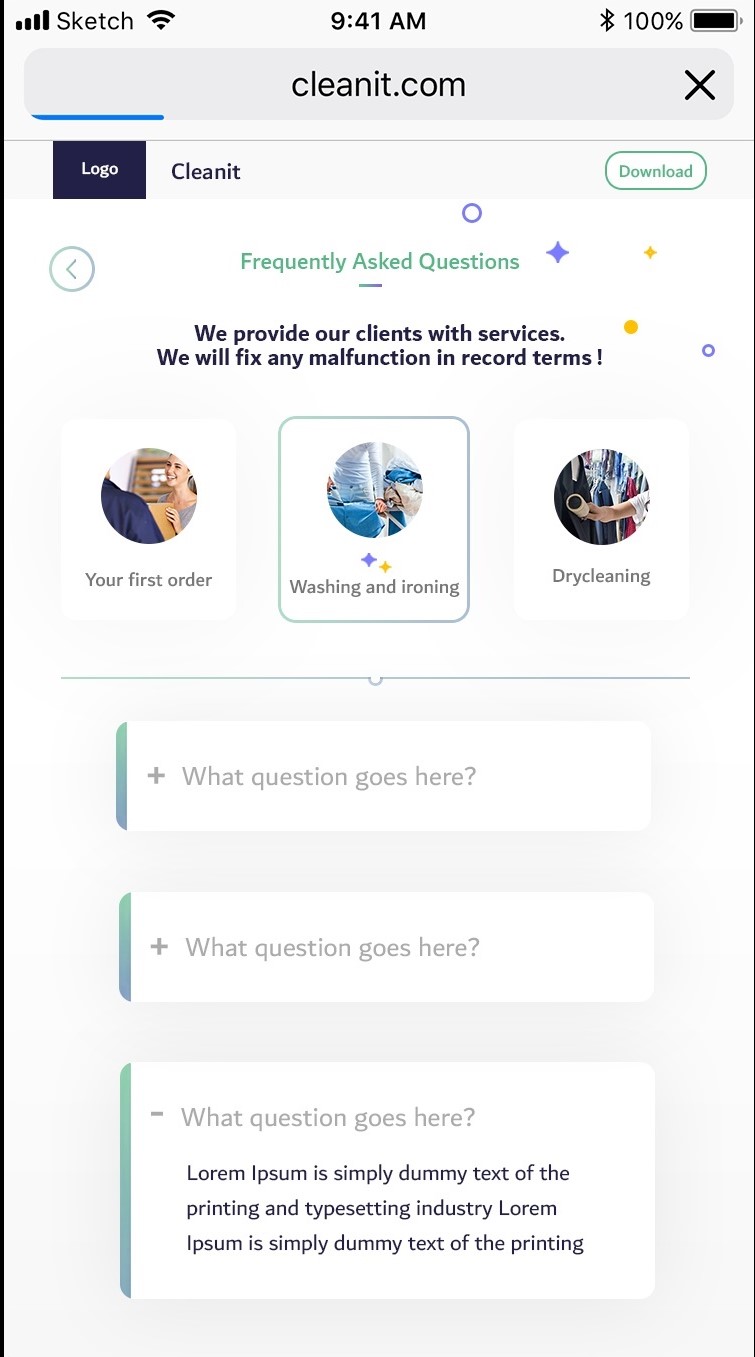 Sketch 9:41 AM 100%
cleanit.com
Logo Cleanit Download
Frequently Asked Questions
We provide our clients with services.
We will fix any malfunction in record terms !
Your first order
Washing and ironing
Drycleaning
+ What question goes here?
+ What question goes here?
- What question goes here?
Lorem Ipsum is simply dummy text of the
printing and typesetting industry Lorem
Ipsum is simply dummy text of the printing